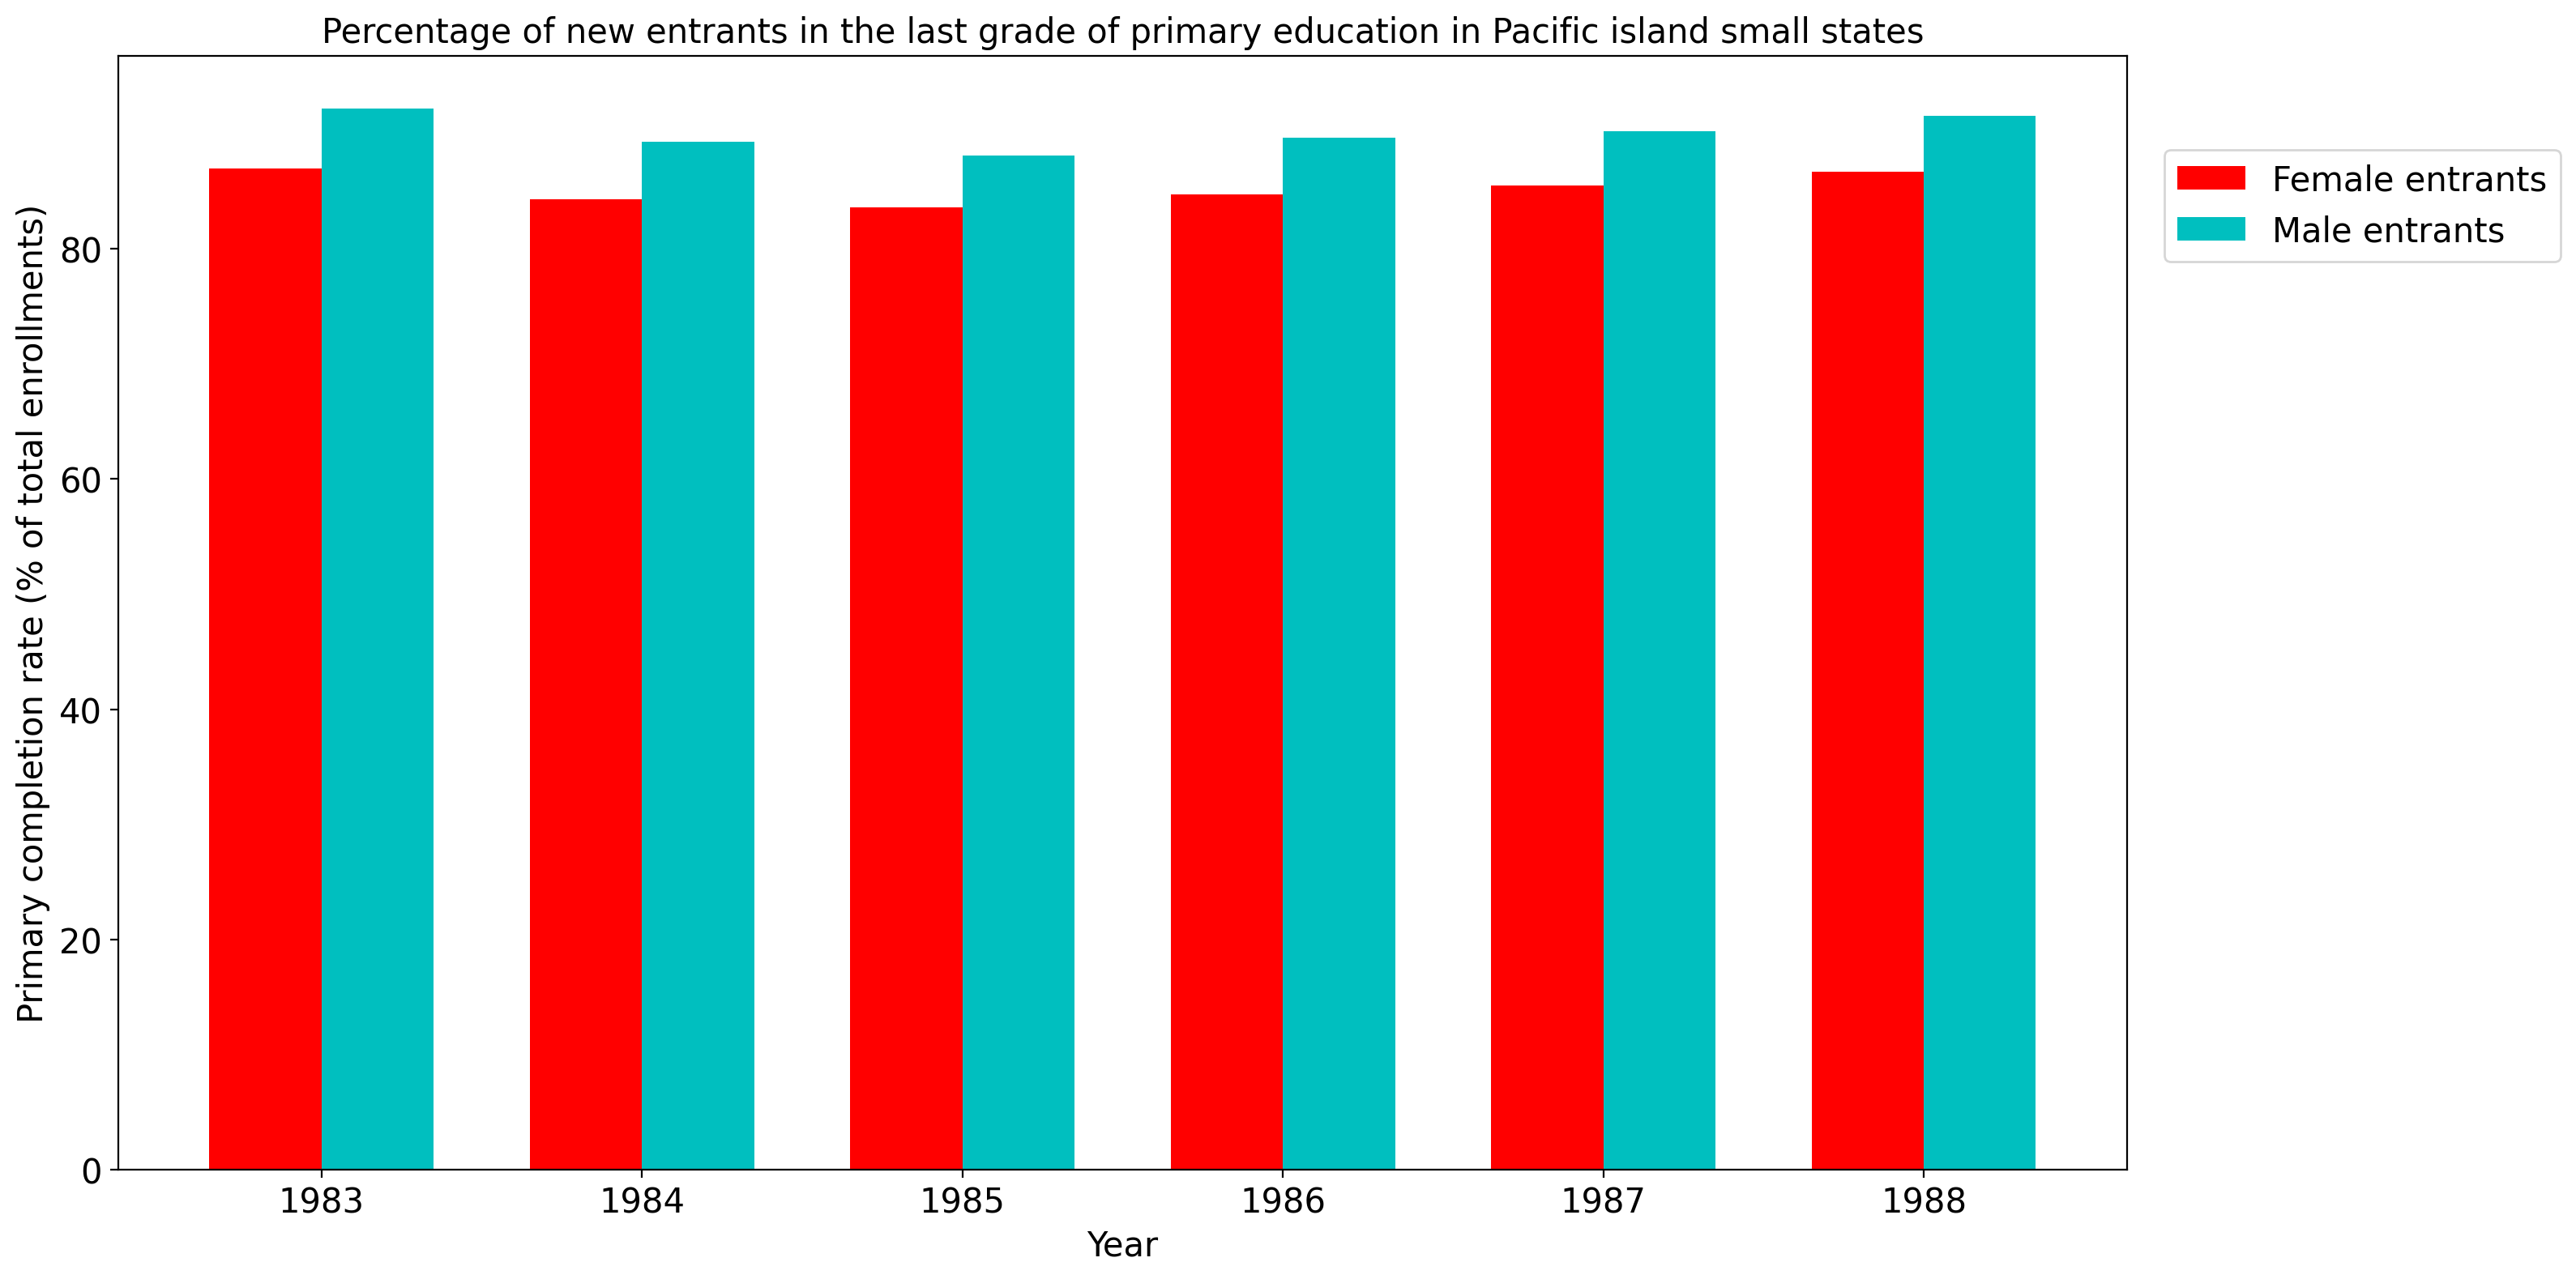 Percentage of new entrants in the last grade of primary education in Pacific island small states
Primary completion rate (% of total enrollments)
80
60
40
20
0
1983
1984
1985
1986
1987
1988
Year
Female entrants
Male entrants